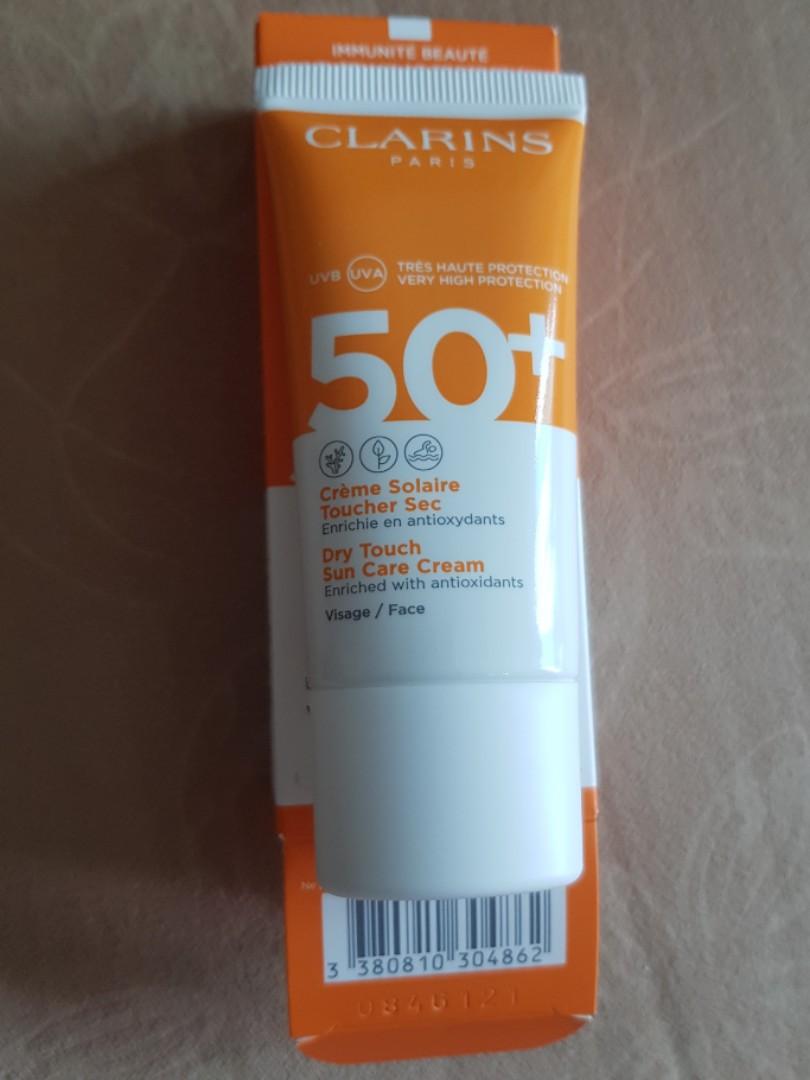 IMMUNITÉ BEAUTÉ
CLARINS
PARIS
UVB UVA TRÈS HAUTE PROTECTION
VERY HIGH PROTECTION
50+
Crème Solaire
Toucher Sec
Enrichie en antioxydants
Dry Touch
Sun Care Cream
Enriched with antioxidants
Visage / Face
3 380810 304862
0846121